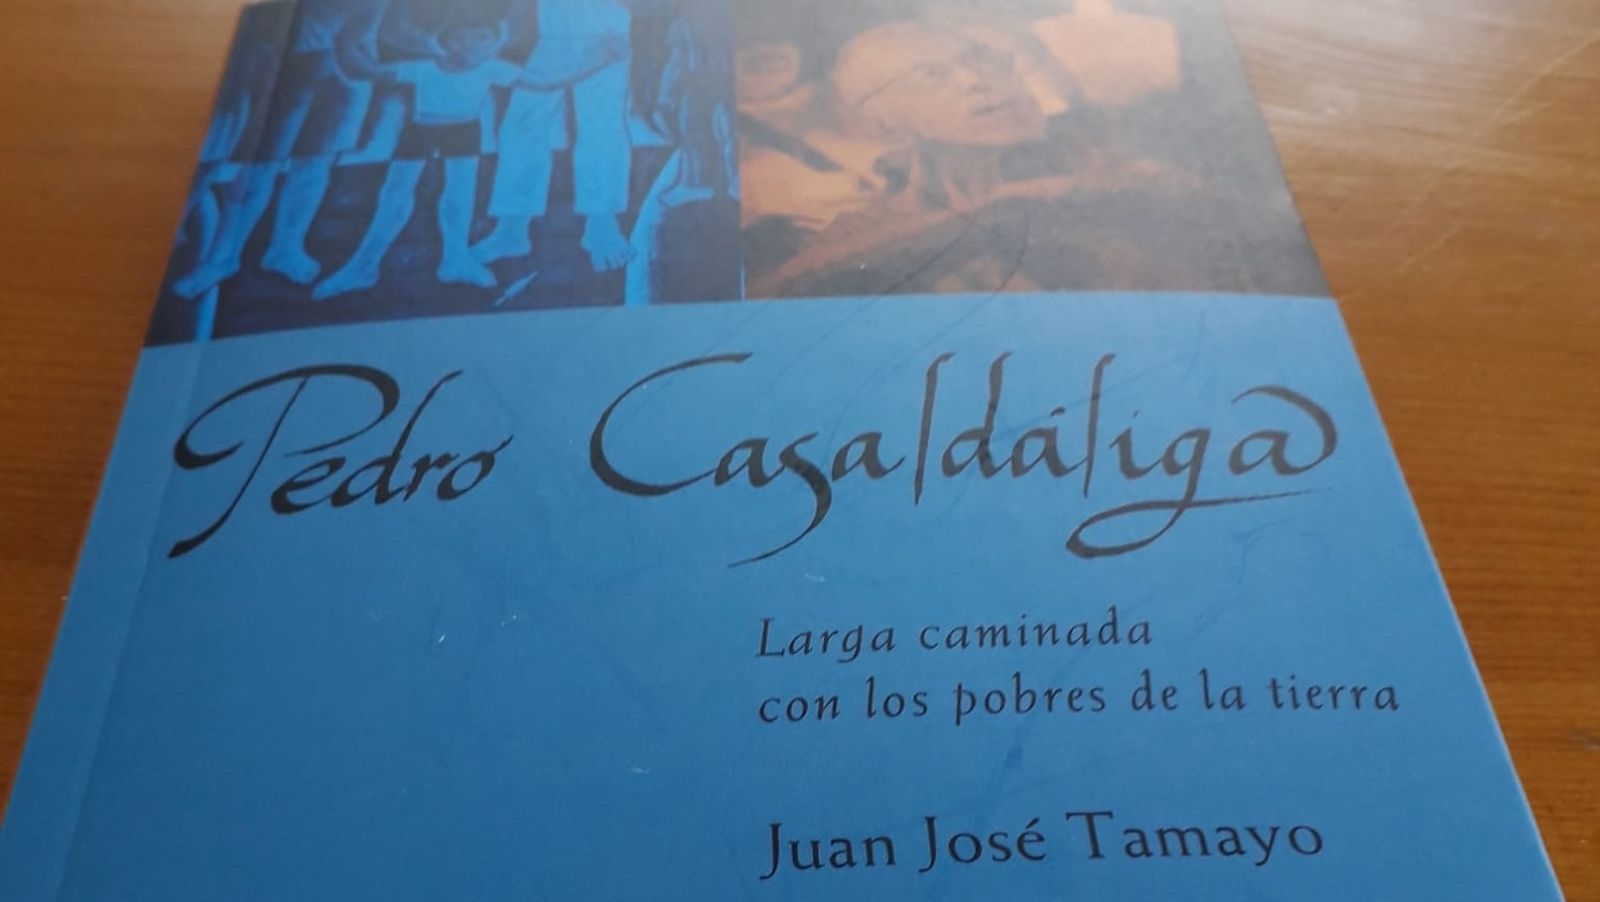 Pedro Casaldáliga
Larga caminada
con los pobres de la tierra
Juan José Tamayo